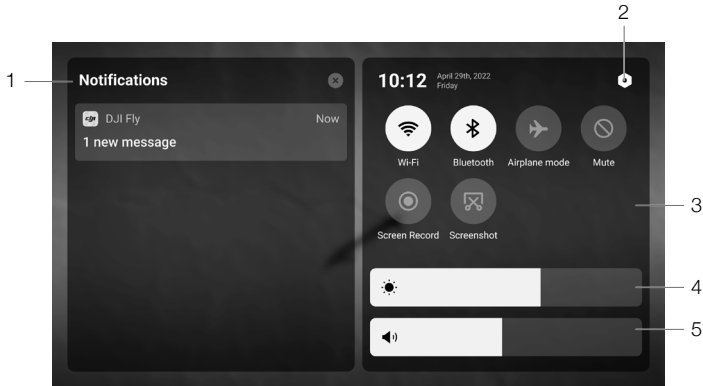 2
1
Notifications
10:12
April 29th, 2022
Friday
dji
DJI Fly
Now
1 new message
Wi-Fi
Bluetooth
Airplane mode
Mute
3
Screen Record
Screenshot
4
5